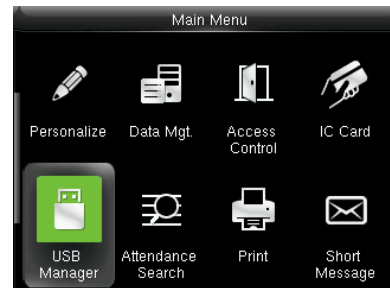 Main Menu
Personalize
Data Mgt.
Access
Control
IC Card
USB
Manager
Attendance
Search
Print
Short
Message